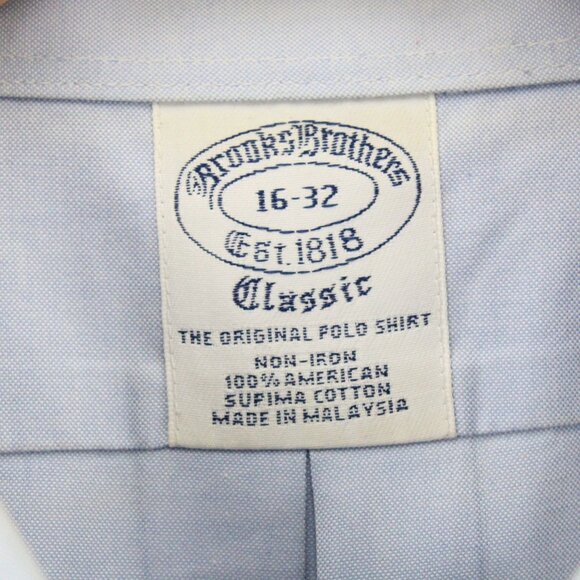 Brooks Brothers
16-32
Est. 1818
Classic
THE ORIGINAL POLO SHIRT
NON-IRON
100% AMERICAN
SUPIMA COTTON
MADE IN MALAYSIA